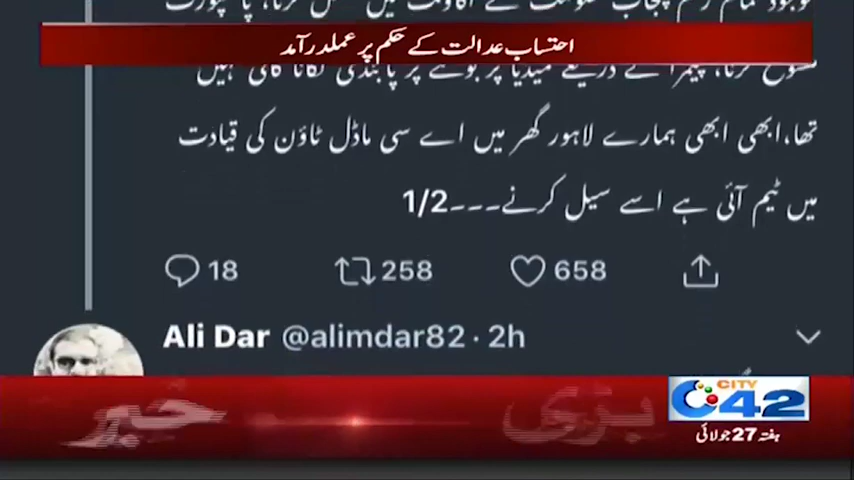 احتساب عدالت کے حکم پر عملدرآمد
تھا،ابھی ابھی ہمارے لاہور گھر میں اے سی ماڈل ٹاؤن کی قیادت
میں ٹیم آئی ہے اسے سیل کرنے---1/2
18 258 658
Ali Dar @alimdar82 · 2h
بڑی خبر
CITY
42
ہفتہ 27 جولائی